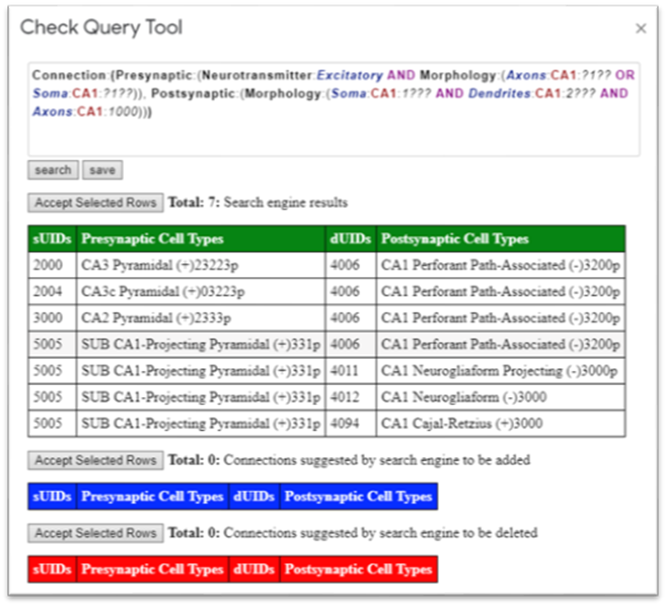 Check Query Tool ×
Connection:(Presynaptic:(Neurotransmitter:Excitatory AND Morphology:(Axons:CA1:?1?? OR
Soma:CA1:?1??)), Postsynaptic:(Morphology:(Soma:CA1:1??? AND Dendrites:CA1:2??? AND
Axons:CA1:1000)))
search save
Accept Selected Rows Total: 7: Search engine results
sUIDs Presynaptic Cell Types dUIDs Postsynaptic Cell Types
2000 CA3 Pyramidal (+)23223p 4006 CA1 Perforant Path-Associated (-)3200p
2004 CA3c Pyramidal (+)03223p 4006 CA1 Perforant Path-Associated (-)3200p
3000 CA2 Pyramidal (+)2333p 4006 CA1 Perforant Path-Associated (-)3200p
5005 SUB CA1-Projecting Pyramidal (+)331p 4006 CA1 Perforant Path-Associated (-)3200p
5005 SUB CA1-Projecting Pyramidal (+)331p 4011 CA1 Neurogliaform Projecting (-)3000p
5005 SUB CA1-Projecting Pyramidal (+)331p 4012 CA1 Neurogliaform (-)3000
5005 SUB CA1-Projecting Pyramidal (+)331p 4094 CA1 Cajal-Retzius (+)3000
Accept Selected Rows Total: 0: Connections suggested by search engine to be added
sUIDs Presynaptic Cell Types dUIDs Postsynaptic Cell Types
Accept Selected Rows Total: 0: Connections suggested by search engine to be deleted
sUIDs Presynaptic Cell Types dUIDs Postsynaptic Cell Types